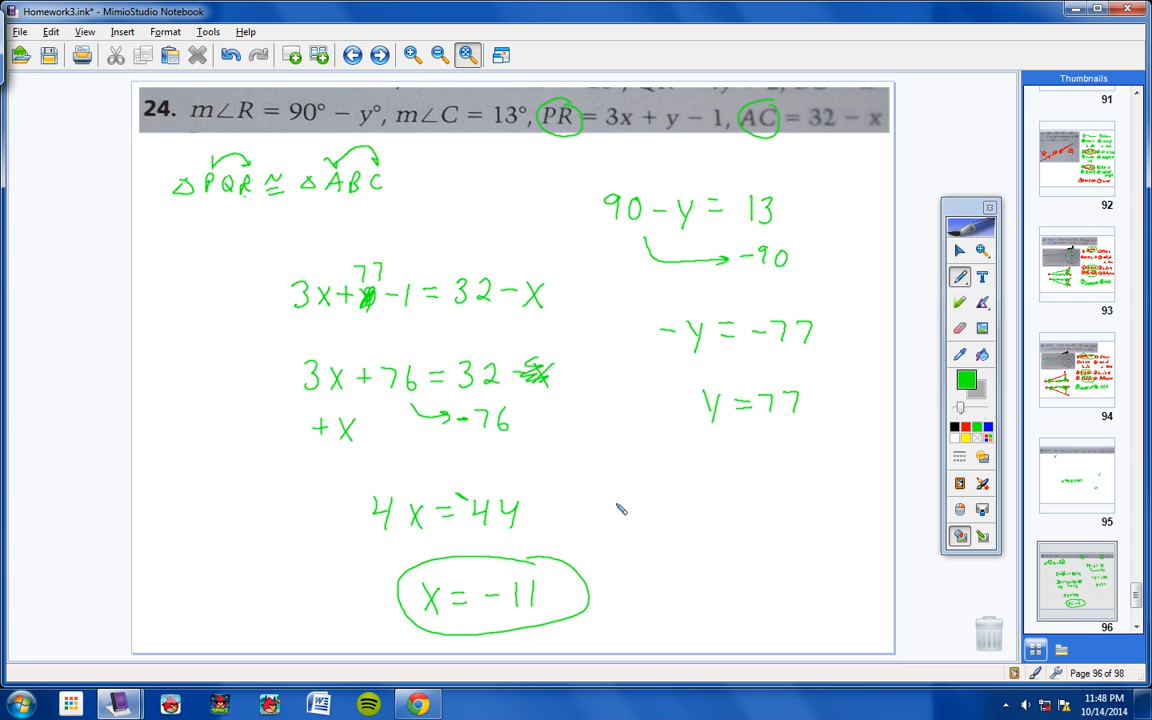 Homework3.ink* - MimioStudio Notebook
File Edit View Insert Format Tools Help
Thumbnails
24. m∠R = 90° − y°, m∠C = 13°, PR = 3x + y − 1, AC = 32 − x
△PQR ≅ △ABC
90 - y = 13
-90
77
3x + -1 = 32 - x
-y = -77
3x + 76 = 32
+x -76
y = 77
4x = -44
x = -11
91
92
93
94
95
96
Page 96 of 98
11:48 PM
10/14/2014